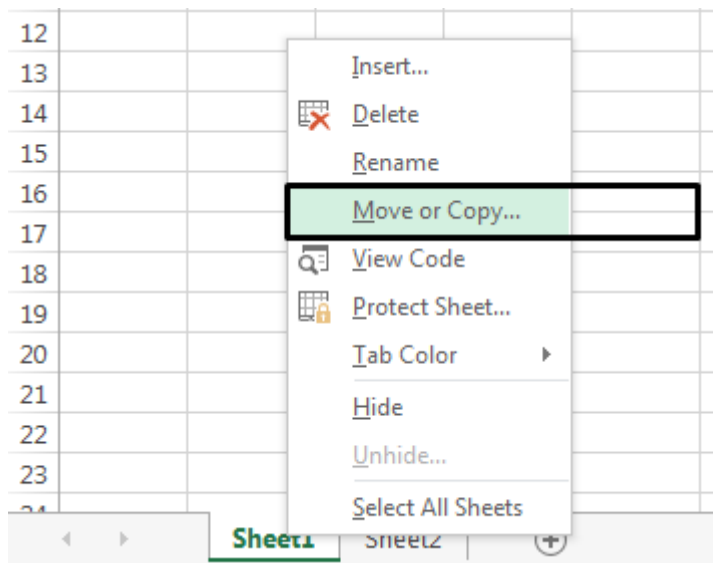 12
13
Insert...
14
Delete
15
Rename
16
Move or Copy...
17
View Code
18
19
Protect Sheet...
20
Tab Color
21
Hide
22
Unhide...
23
Select All Sheets
24
Sheet1
Sheet2